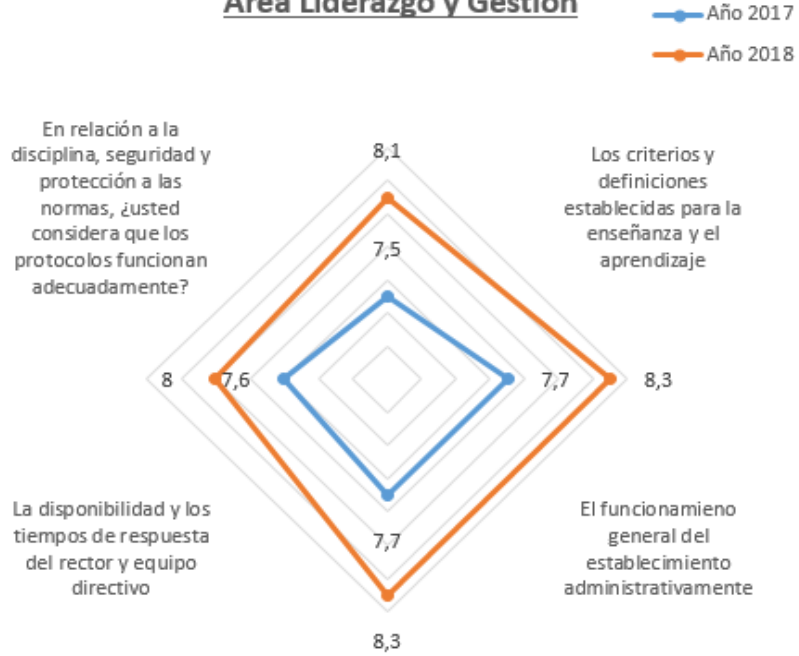 Área Liderazgo y Gestión
Año 2017
Año 2018
En relación a la
disciplina, seguridad y
protección a las
normas, ¿usted
considera que los
protocolos funcionan
adecuadamente?
8,1
Los criterios y
definiciones
establecidas para la
enseñanza y el
aprendizaje
7,5
8
7,6
7,7
8,3
La disponibilidad y los
tiempos de respuesta
del rector y equipo
directivo
7,7
El funcionamieno
general del
establecimiento
administrativamente
8,3